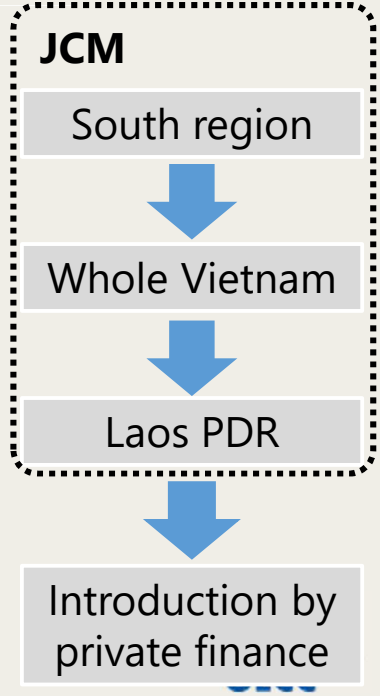 JCM
South region
Whole Vietnam
Laos PDR
Introduction by
private finance